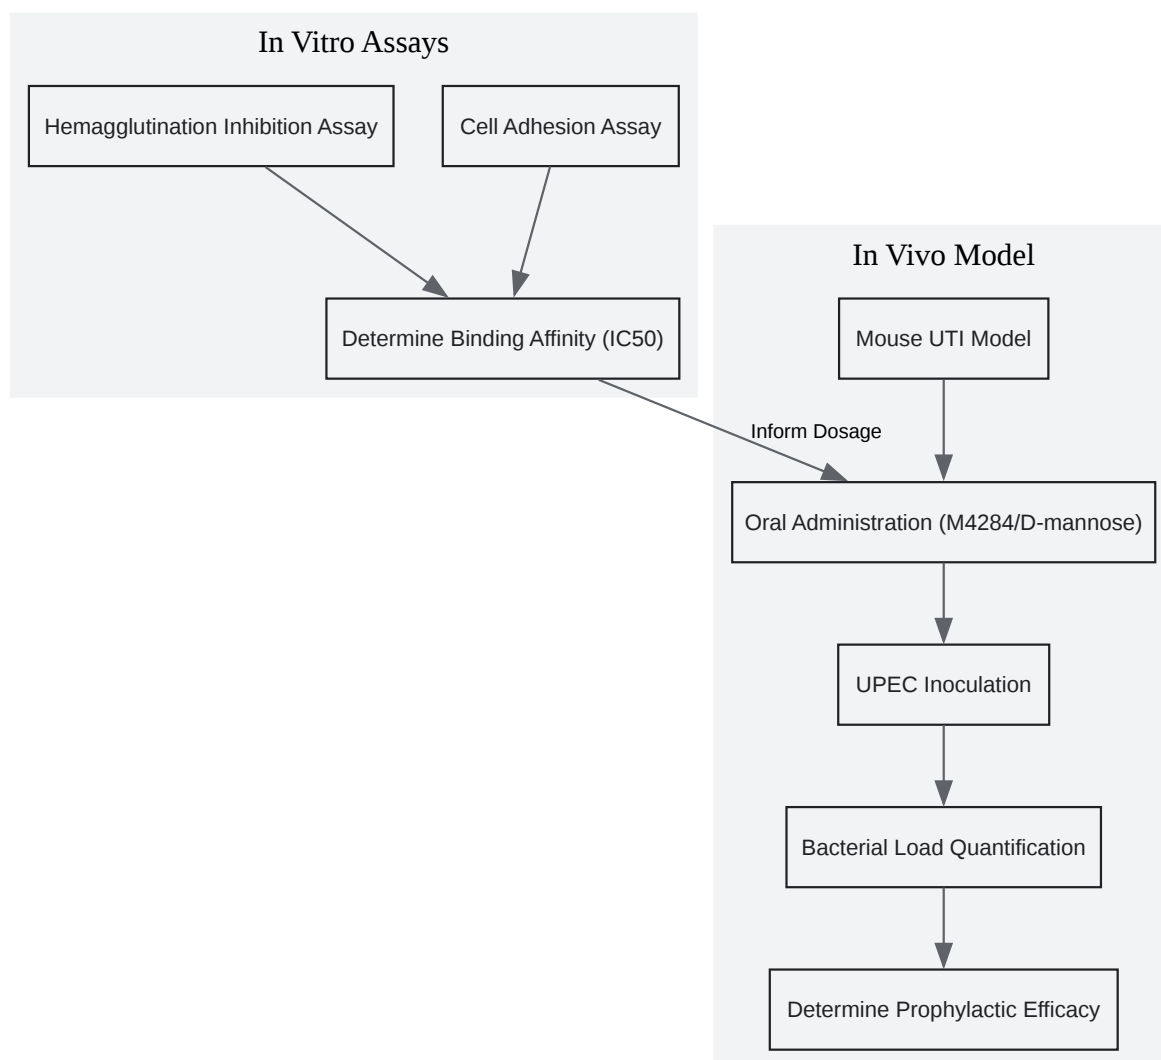 In Vitro Assays
Hemagglutination Inhibition Assay
Cell Adhesion Assay
Determine Binding Affinity (IC50)
In Vivo Model
Mouse UTI Model
Inform Dosage
Oral Administration (M4284/D-mannose)
UPEC Inoculation
Bacterial Load Quantification
Determine Prophylactic Efficacy